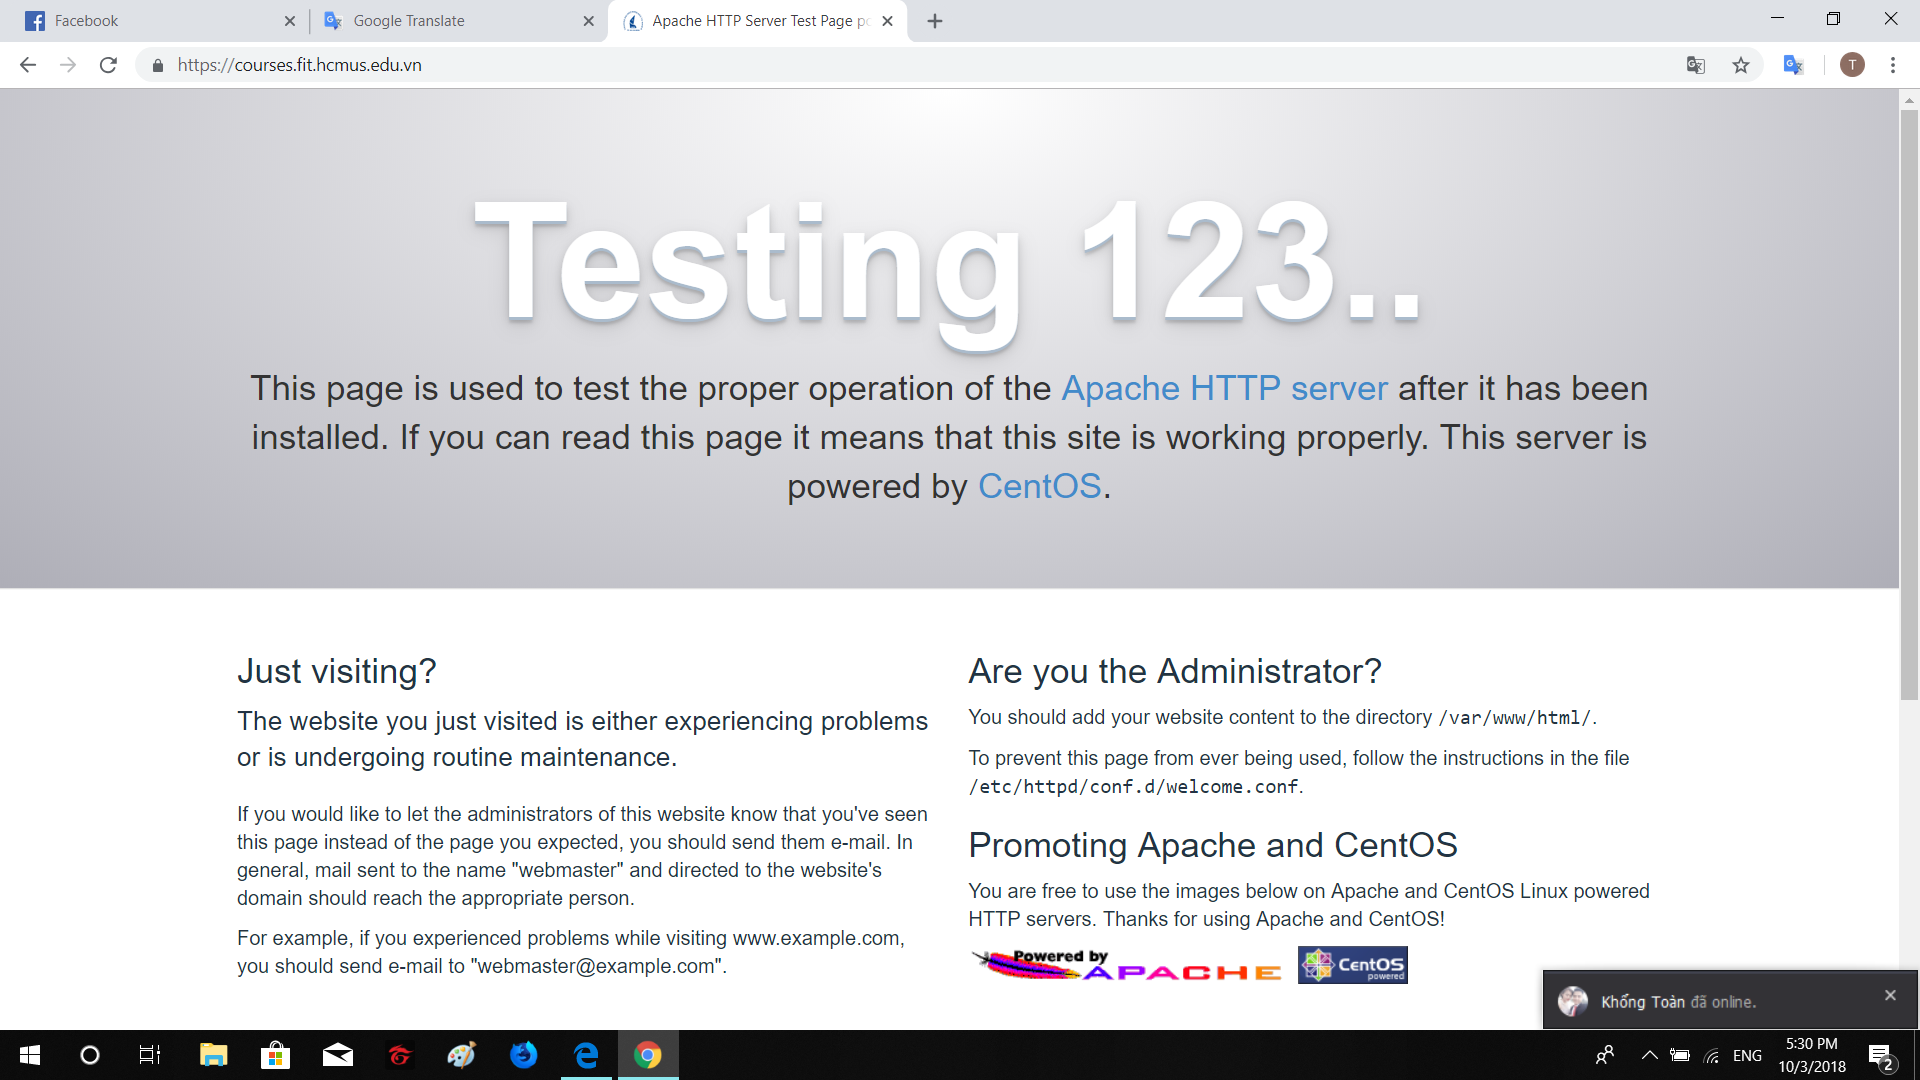 Facebook
Google Translate
Apache HTTP Server Test Page po
https://courses.fit.hcmus.edu.vn
T
Testing 123..
This page is used to test the proper operation of the Apache HTTP server after it has been
installed. If you can read this page it means that this site is working properly. This server is
powered by CentOS.
Just visiting?
The website you just visited is either experiencing problems
or is undergoing routine maintenance.
If you would like to let the administrators of this website know that you've seen
this page instead of the page you expected, you should send them e-mail. In
general, mail sent to the name "webmaster" and directed to the website's
domain should reach the appropriate person.
For example, if you experienced problems while visiting www.example.com,
you should send e-mail to "webmaster@example.com".
Are you the Administrator?
You should add your website content to the directory /var/www/html/.
To prevent this page from ever being used, follow the instructions in the file
/etc/httpd/conf.d/welcome.conf.
Promoting Apache and CentOS
You are free to use the images below on Apache and CentOS Linux powered
HTTP servers. Thanks for using Apache and CentOS!
Powered by
APACHE
CentOS
powered
Khổng Toàn đã online.
ENG
5:30 PM
10/3/2018
2